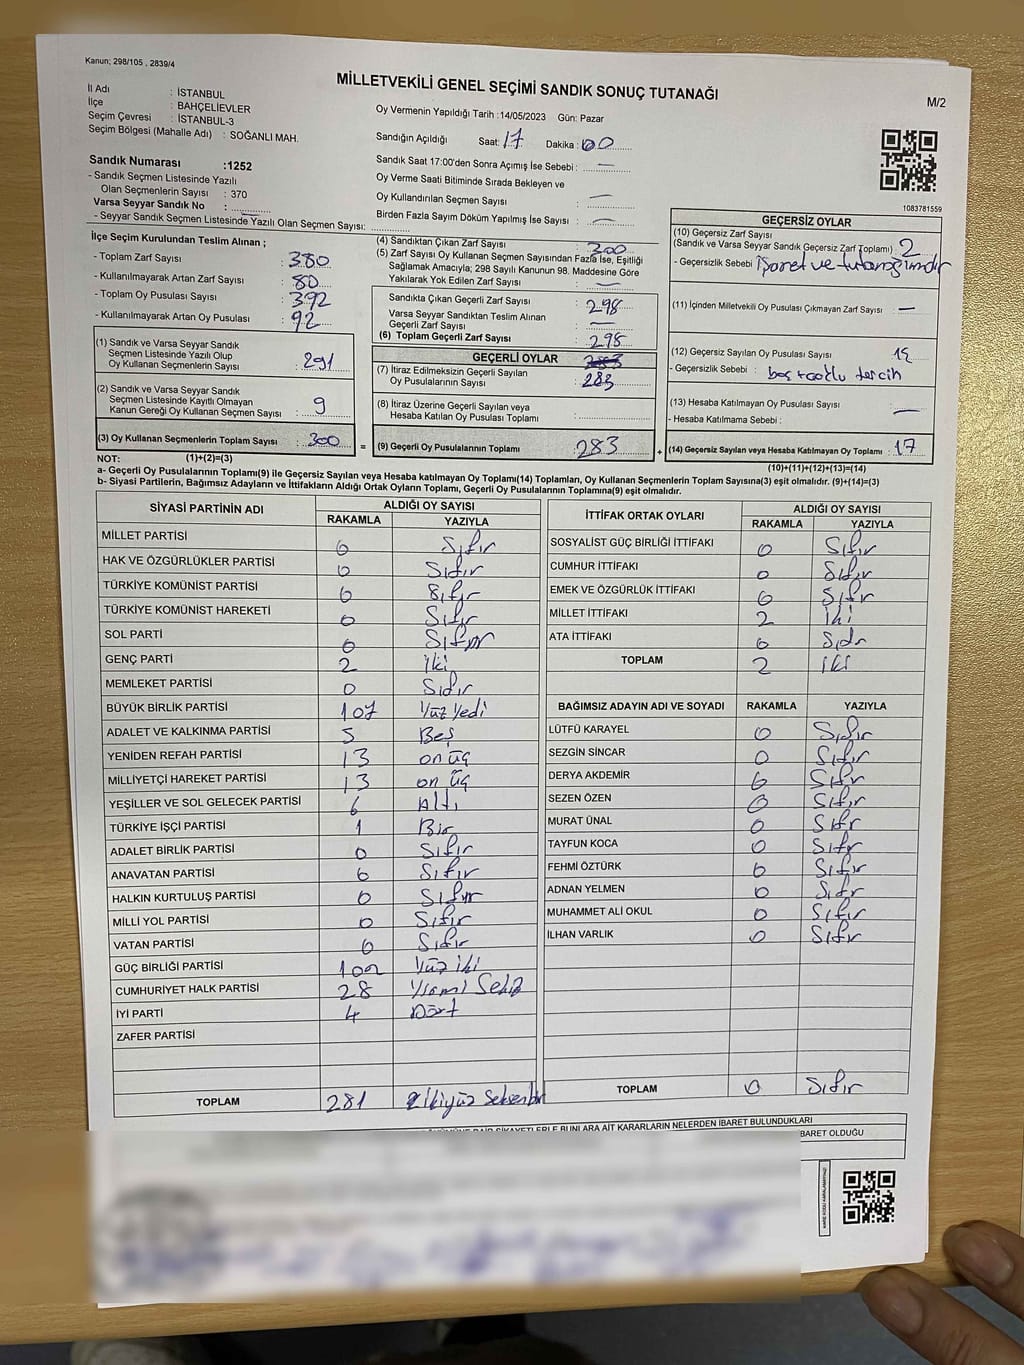 Kanun; 298/105 , 2839/4
MİLLETVEKİLİ GENEL SEÇİMİ SANDIK SONUÇ TUTANAĞI
M/2
İl Adı : İSTANBUL
İlçe : BAHÇELİEVLER
Seçim Çevresi : İSTANBUL-3
Seçim Bölgesi (Mahalle Adı) : SOĞANLI MAH.
Sandık Numarası :1252
- Sandık Seçmen Listesinde Yazılı
Olan Seçmenlerin Sayısı : 370
Varsa Seyyar Sandık No :
- Seyyar Sandık Seçmen Listesinde Yazılı Olan Seçmen Sayısı:
Oy Vermenin Yapıldığı Tarih :14/05/2023 Gün: Pazar
Sandığın Açıldığı Saat: 17 Dakika: 00
Sandık Saat 17:00'den Sonra Açımış İse Sebebi : —
Oy Verme Saati Bitiminde Sırada Bekleyen ve
Oy Kullandırılan Seçmen Sayısı : —
Birden Fazla Sayım Döküm Yapılmış İse Sayısı : —
1083781559
İlçe Seçim Kurulundan Teslim Alınan ;
- Toplam Zarf Sayısı : 380
- Kullanılmayarak Artan Zarf Sayısı : 80
- Toplam Oy Pusulası Sayısı : 392
- Kullanılmayarak Artan Oy Pusulası : 92
(1) Sandık ve Varsa Seyyar Sandık
Seçmen Listesinde Yazılı Olup
Oy Kullanan Seçmenlerin Sayısı : 291
(2) Sandık ve Varsa Seyyar Sandık
Seçmen Listesinde Kayıtlı Olmayan
Kanun Gereği Oy Kullanan Seçmen Sayısı : 9
(3) Oy Kullanan Seçmenlerin Toplam Sayısı : 300 =
(4) Sandıktan Çıkan Zarf Sayısı : 300
(5) Zarf Sayısı Oy Kullanan Seçmen Sayısından Fazla İse, Eşitliği
Sağlamak Amacıyla; 298 Sayılı Kanunun 98. Maddesine Göre
Yakılarak Yok Edilen Zarf Sayısı : —
Sandıkta Çıkan Geçerli Zarf Sayısı : 298
Varsa Seyyar Sandıktan Teslim Alınan
Geçerli Zarf Sayısı : —
(6) Toplam Geçerli Zarf Sayısı : 298
GEÇERLİ OYLAR
(7) İtiraz Edilmeksizin Geçerli Sayılan
Oy Pusulalarının Sayısı : 283
(8) İtiraz Üzerine Geçerli Sayılan veya
Hesaba Katılan Oy Pusulası Toplamı :
(9) Geçerli Oy Pusulalarının Toplamı : 283 +
GEÇERSİZ OYLAR
(10) Geçersiz Zarf Sayısı
(Sandık ve Varsa Seyyar Sandık Geçersiz Zarf Toplamı) : 2
- Geçersizlik Sebebi : işaret ve
(11) İçinden Milletvekili Oy Pusulası Çıkmayan Zarf Sayısı : —
(12) Geçersiz Sayılan Oy Pusulası Sayısı : 15
- Geçersizlik Sebebi : tercih
(13) Hesaba Katılmayan Oy Pusulası Sayısı : —
- Hesaba Katılmama Sebebi :
(14) Geçersiz Sayılan veya Hesaba Katılmayan Oy Toplamı : 17
NOT: (1)+(2)=(3)
(10)+(11)+(12)+(13)=(14)
a- Geçerli Oy Pusulalarının Toplamı(9) ile Geçersiz Sayılan veya Hesaba katılmayan Oy Toplamı(14) Toplamları, Oy Kullanan Seçmenlerin Toplam Sayısına(3) eşit olmalıdır. (9)+(14)=(3)
b- Siyasi Partilerin, Bağımsız Adayların ve İttifakların Aldığı Ortak Oyların Toplamı, Geçerli Oy Pusulalarının Toplamına(9) eşit olmalıdır.
SİYASİ PARTİNİN ADI ALDIĞI OY SAYISI
RAKAMLA YAZIYLA
MİLLET PARTİSİ 0 Sıfır
HAK VE ÖZGÜRLÜKLER PARTİSİ 0 Sıfır
TÜRKİYE KOMÜNİST PARTİSİ 0 Sıfır
TÜRKİYE KOMÜNİST HAREKETİ 0 Sıfır
SOL PARTİ 0 Sıfır
GENÇ PARTİ 2 iki
MEMLEKET PARTİSİ 0 Sıfır
BÜYÜK BİRLİK PARTİSİ 107 Yüz Yedi
ADALET VE KALKINMA PARTİSİ 5 Beş
YENİDEN REFAH PARTİSİ 13 on üç
MİLLİYETÇİ HAREKET PARTİSİ 13 on üç
YEŞİLLER VE SOL GELECEK PARTİSİ 6 Altı
TÜRKİYE İŞÇİ PARTİSİ 1 Bir
ADALET BİRLİK PARTİSİ 0 Sıfır
ANAVATAN PARTİSİ 0 Sıfır
HALKIN KURTULUŞ PARTİSİ 0 Sıfır
MİLLİ YOL PARTİSİ 0 Sıfır
VATAN PARTİSİ 0 Sıfır
GÜÇ BİRLİĞİ PARTİSİ 102 Yüz iki
CUMHURİYET HALK PARTİSİ 28 Yirmi Sekiz
İYİ PARTİ 4 Dört
ZAFER PARTİSİ
TOPLAM 281 ikiyüz Seksenbir
İTTİFAK ORTAK OYLARI ALDIĞI OY SAYISI
RAKAMLA YAZIYLA
SOSYALİST GÜÇ BİRLİĞİ İTTİFAKI 0 Sıfır
CUMHUR İTTİFAKI 0 Sıfır
EMEK VE ÖZGÜRLÜK İTTİFAKI 0 Sıfır
MİLLET İTTİFAKI 2 iki
ATA İTTİFAKI 0 Sıfır
TOPLAM 2 iki
BAĞIMSIZ ADAYIN ADI VE SOYADI RAKAMLA YAZIYLA
LÜTFÜ KARAYEL 0 Sıfır
SEZGİN SİNCAR 0 Sıfır
DERYA AKDEMİR 0 Sıfır
SEZEN ÖZEN 0 Sıfır
MURAT ÜNAL 0 Sıfır
TAYFUN KOCA 0 Sıfır
FEHMİ ÖZTÜRK 0 Sıfır
ADNAN YELMEN 0 Sıfır
MUHAMMET ALİ OKUL 0 Sıfır
İLHAN VARLIK 0 Sıfır
TOPLAM 0 Sıfır
BUNLARA AİT KARARLARIN NELERDEN İBARET BULUNDUKLARI
BARET OLDUĞU